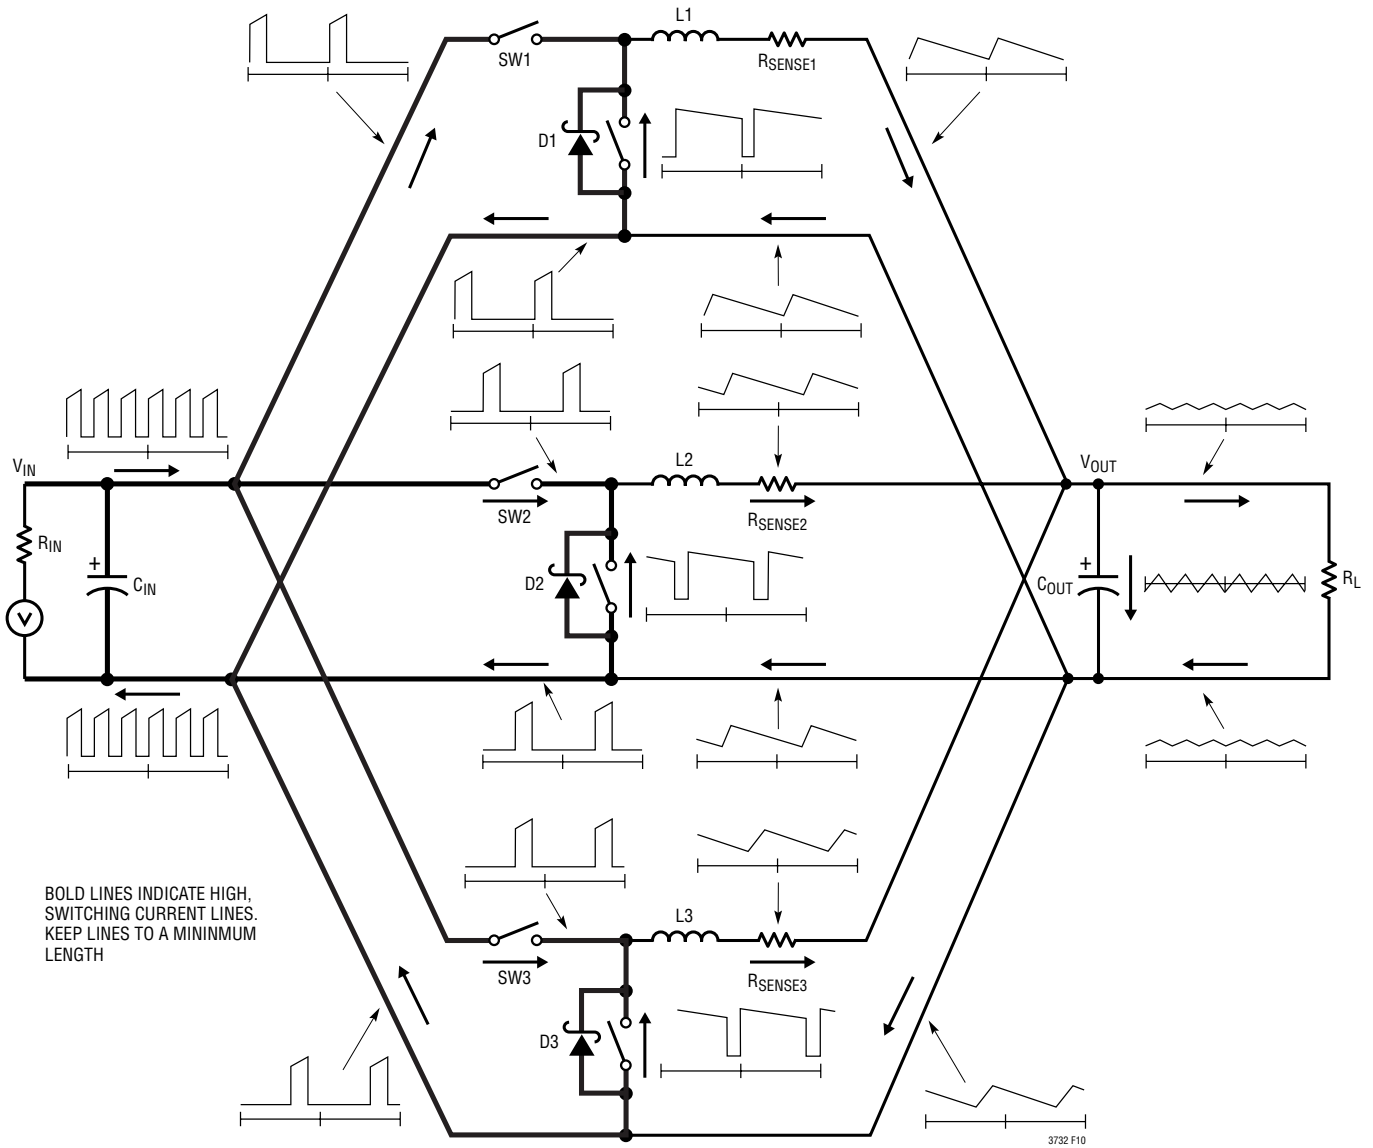 L1
SW1
RSENSE1
D1
VIN
L2
VOUT
SW2
RSENSE2
RIN
+
CIN
D2
+
COUT
RL
V
BOLD LINES INDICATE HIGH,
SWITCHING CURRENT LINES.
KEEP LINES TO A MININMUM
LENGTH
L3
SW3
RSENSE3
D3
3732 F10